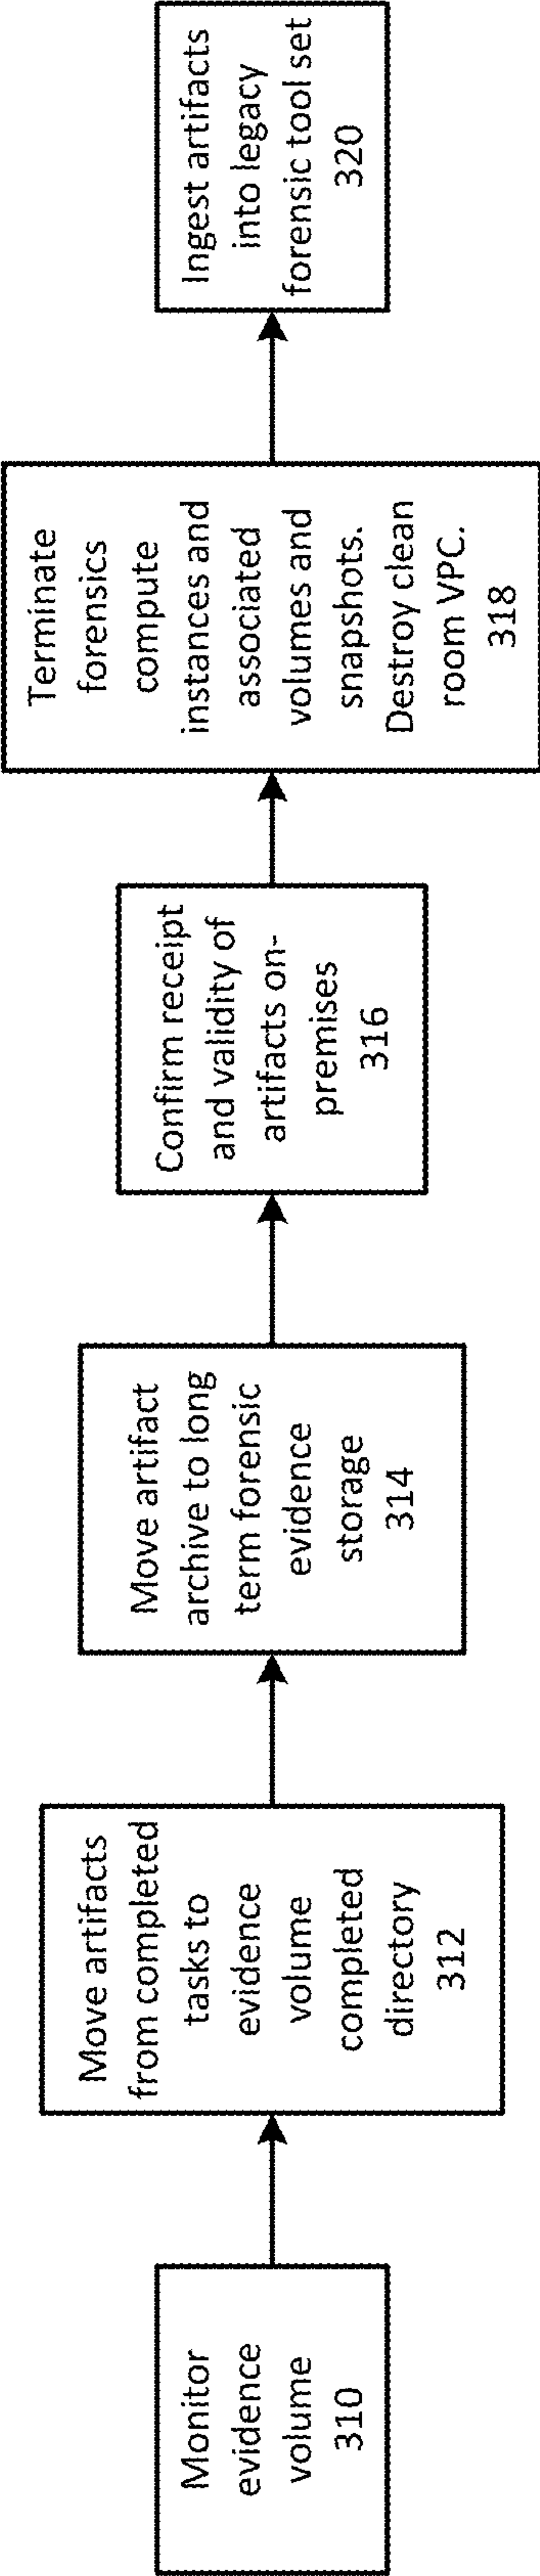 Monitor
evidence
volume
310
Move artifacts
from completed
tasks to
evidence
volume
completed
directory
312
Move artifact
archive to long
term forensic
evidence
storage
314
Confirm receipt
and validity of
artifacts on-
premises
316
Terminate
forensics
compute
instances and
associated
volumes and
snapshots.
Destroy clean
room VPC.
318
Ingest artifacts
into legacy
forensic tool set
320